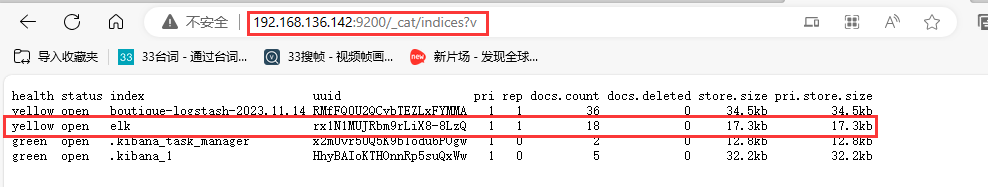 不安全 192.168.136.142:9200/_cat/indices?v
导入收藏夹 33 33台词 - 通过台词... 33搜帧 - 视频帧画... new 新片场 - 发现全球...
health status index uuid pri rep docs.count docs.deleted store.size pri.store.size
yellow open boutique-logstash-2023.11.14 RMfFQOU2QCvbTEZLxFYMMA 1 1 36 0 34.5kb 34.5kb
yellow open elk rx1N1MUJRbm9rLiX8-8LzQ 1 1 18 0 17.3kb 17.3kb
green open .kibana_task_manager 1 0 2 0 12.8kb 12.8kb
green open .kibana_1 HhyBAIoKTHOnnRp5suQxWw 1 0 5 0 32.2kb 32.2kb